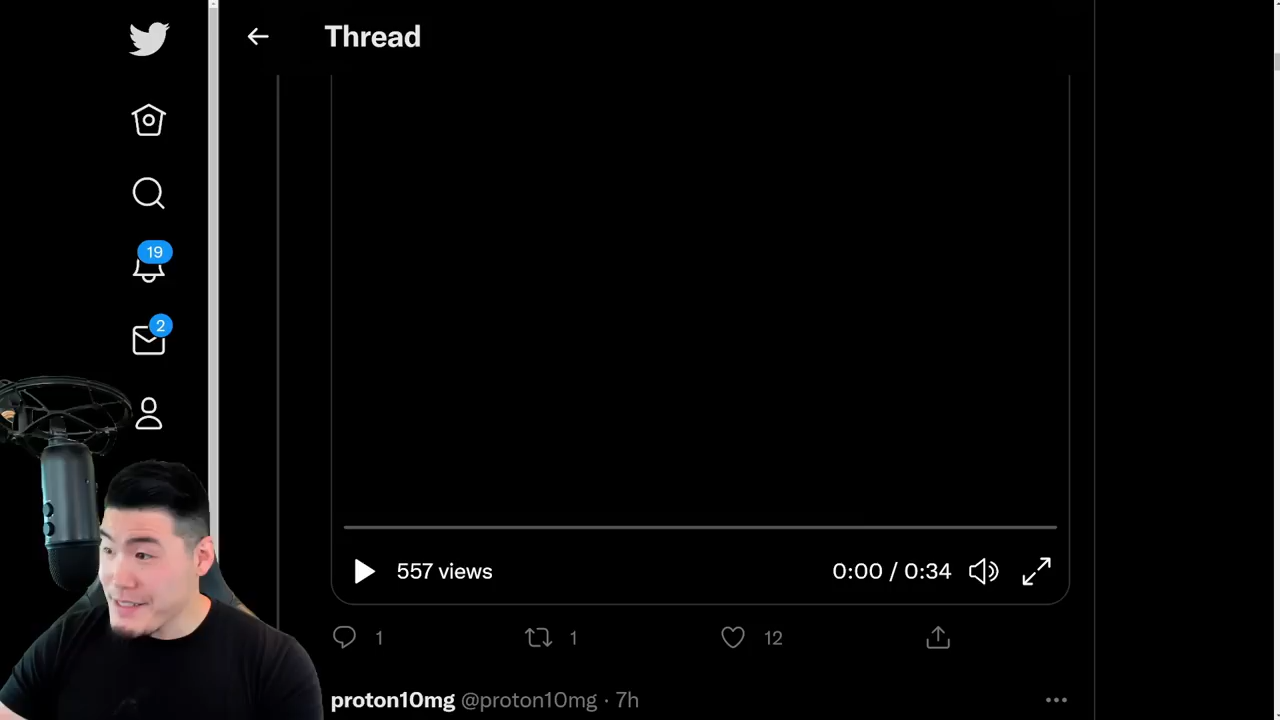 Thread
19
2
557 views
0:00 / 0:34
1
1
12
proton10mg @proton10mg · 7h